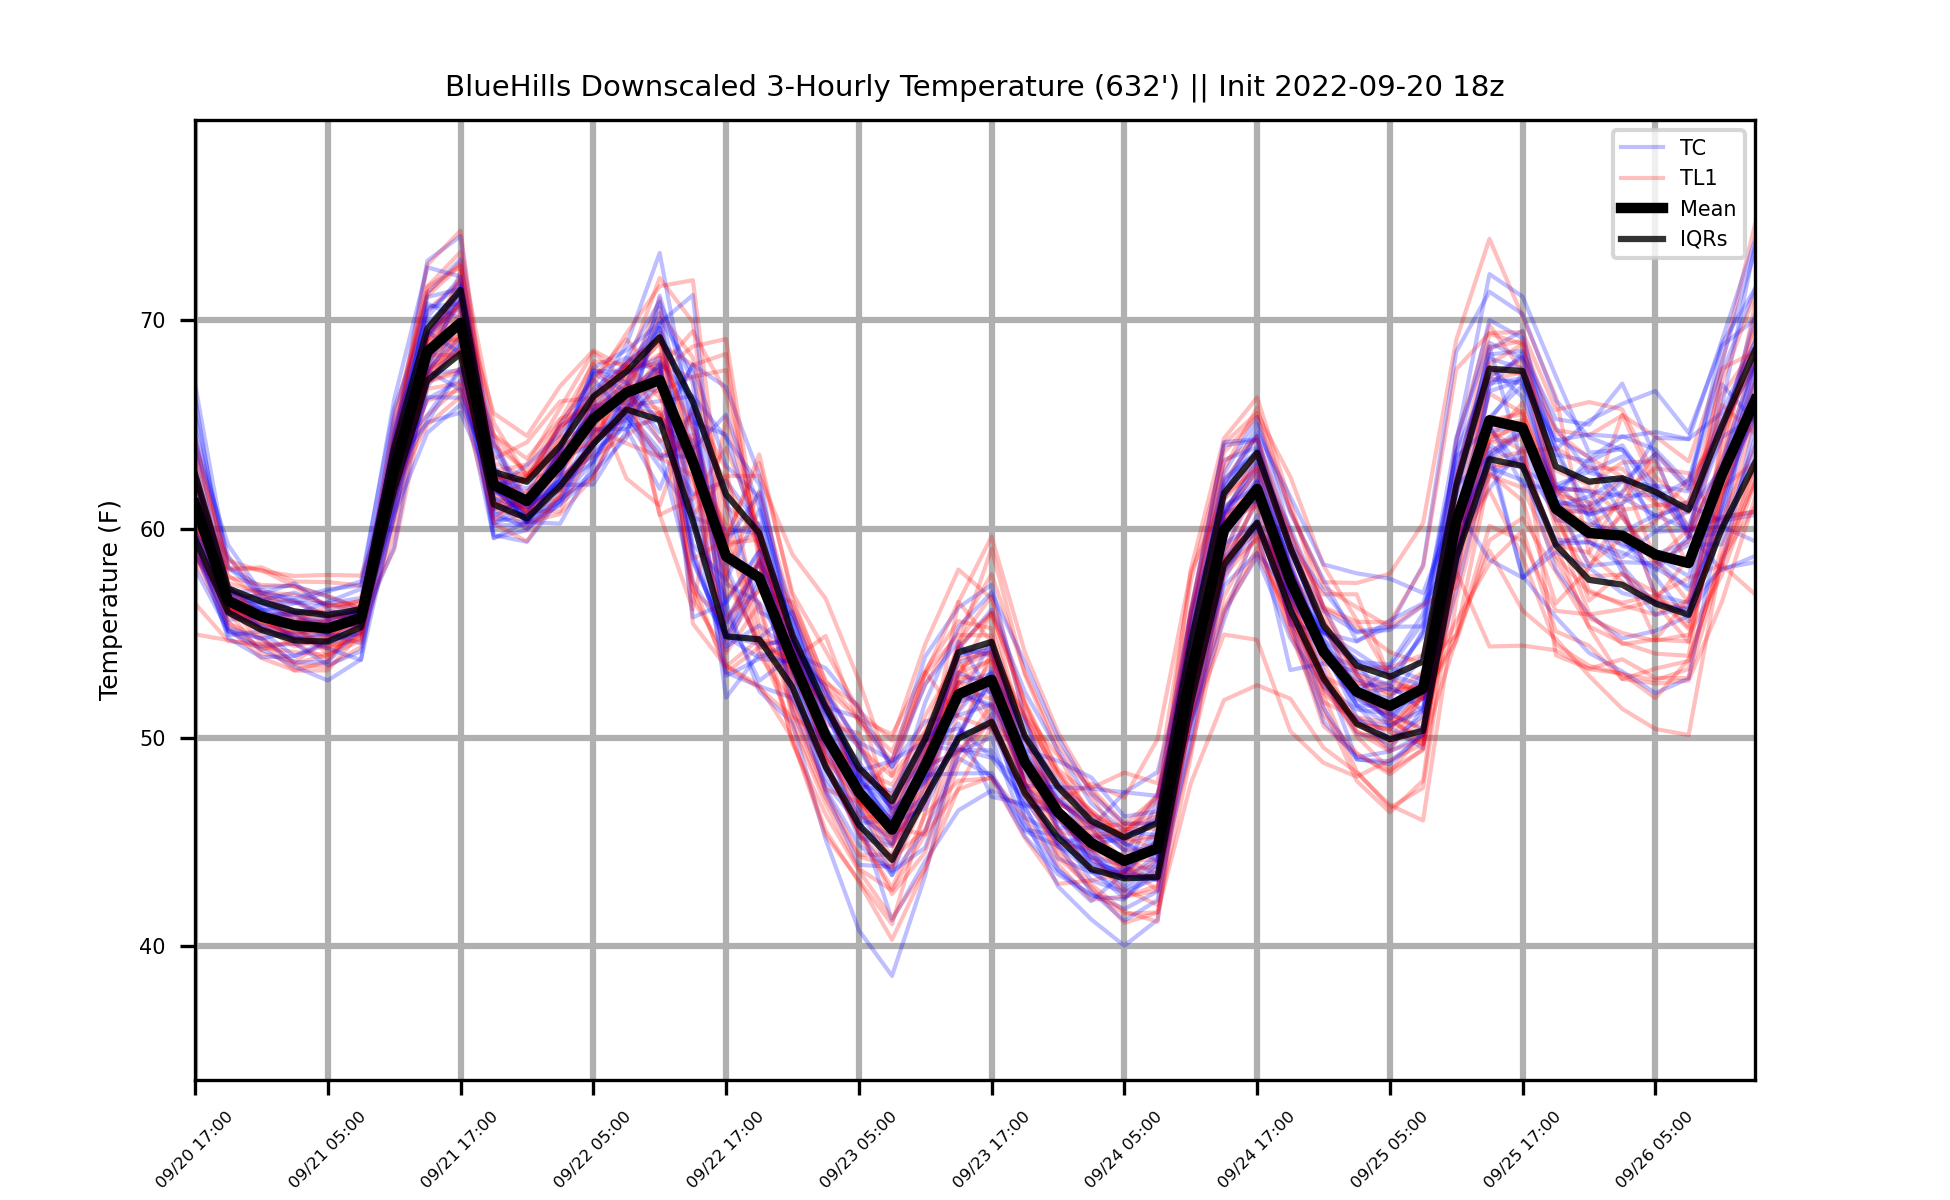 BlueHills Downscaled 3-Hourly Temperature (632') || Init 2022-09-20 18z
TC
TL1
Mean
IQRs
Temperature (F)
70
60
50
40
09/20 17:00
09/21 05:00
09/21 17:00
09/22 05:00
09/22 17:00
09/23 05:00
09/23 17:00
09/24 05:00
09/24 17:00
09/25 05:00
09/25 17:00
09/26 05:00